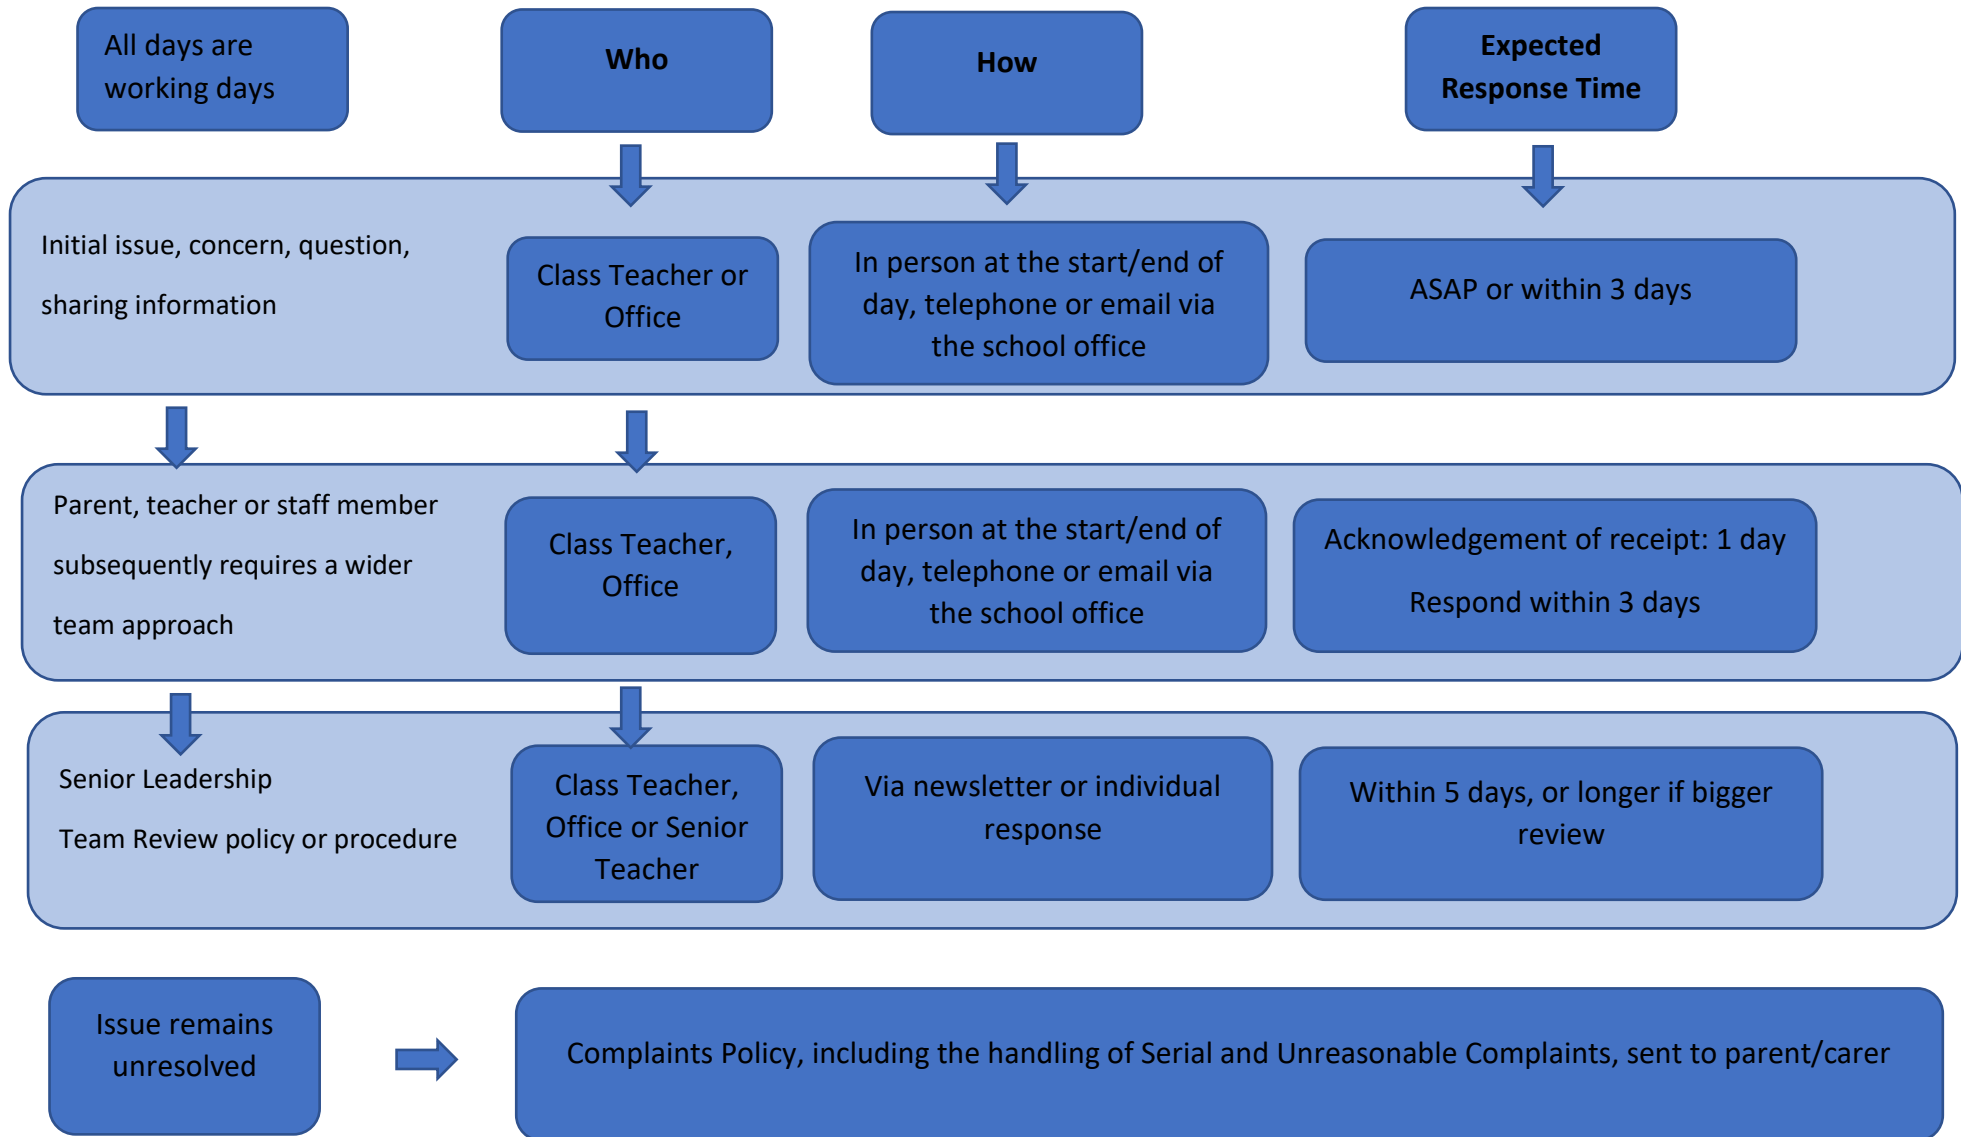 All days are
working days
Who
How
Expected
Response Time
Initial issue, concern, question,
sharing information
Class Teacher or
Office
In person at the start/end of
day, telephone or email via
the school office
ASAP or within 3 days
Parent, teacher or staff member
subsequently requires a wider
team approach
Class Teacher,
Office
In person at the start/end of
day, telephone or email via
the school office
Acknowledgement of receipt: 1 day
Respond within 3 days
Senior Leadership
Team Review policy or procedure
Class Teacher,
Office or Senior
Teacher
Via newsletter or individual
response
Within 5 days, or longer if bigger
review
Issue remains
unresolved
Complaints Policy, including the handling of Serial and Unreasonable Complaints, sent to parent/carer